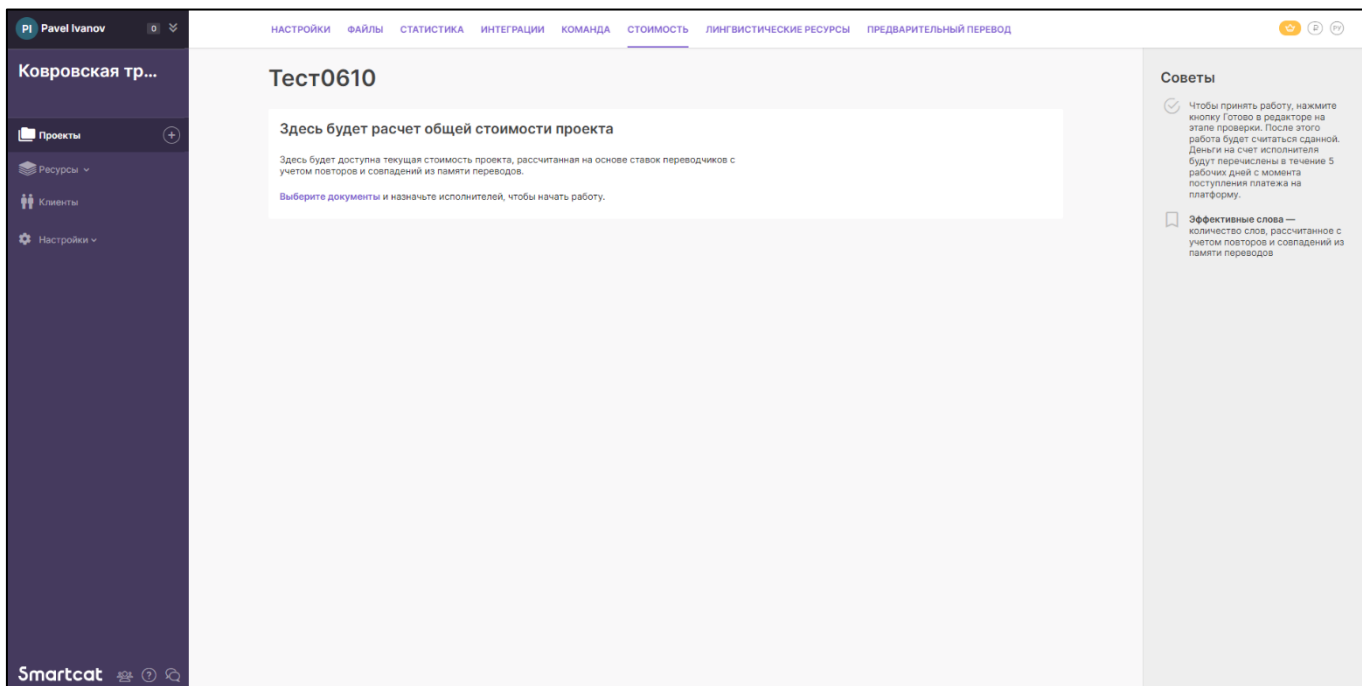 PI Pavel Ivanov 0
НАСТРОЙКИ ФАЙЛЫ СТАТИСТИКА ИНТЕГРАЦИИ КОМАНДА СТОИМОСТЬ ЛИНГВИСТИЧЕСКИЕ РЕСУРСЫ ПРЕДВАРИТЕЛЬНЫЙ ПЕРЕВОД
₽ РУ
Ковровская тр...
Проекты
Ресурсы
Клиенты
Настройки
Smartcat
Тест0610
Здесь будет расчет общей стоимости проекта
Здесь будет доступна текущая стоимость проекта, рассчитанная на основе ставок переводчиков с
учетом повторов и совпадений из памяти переводов.
Выберите документы и назначьте исполнителей, чтобы начать работу.
Советы
Чтобы принять работу, нажмите
кнопку Готово в редакторе на
этапе проверки. После этого
работа будет считаться сданной.
Деньги на счет исполнителя
будут перечислены в течение 5
рабочих дней с момента
поступления платежа на
платформу.
Эффективные слова —
количество слов, рассчитанное с
учетом повторов и совпадений из
памяти переводов